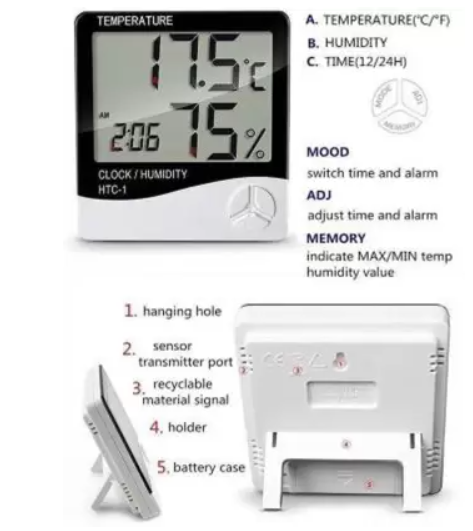 TEMPERATURE
17.5°C
AM
2:06
75%
CLOCK / HUMIDITY
HTC-1
A. TEMPERATURE(°C/°F)
B. HUMIDITY
C. TIME(12/24H)
MODE
ADJ
MEMORY
MOOD
switch time and alarm
ADJ
adjust time and alarm
MEMORY
indicate MAX/MIN temp
humidity value
1. hanging hole
2. sensor
transmitter port
3. recyclable
material signal
4. holder
5. battery case
CE